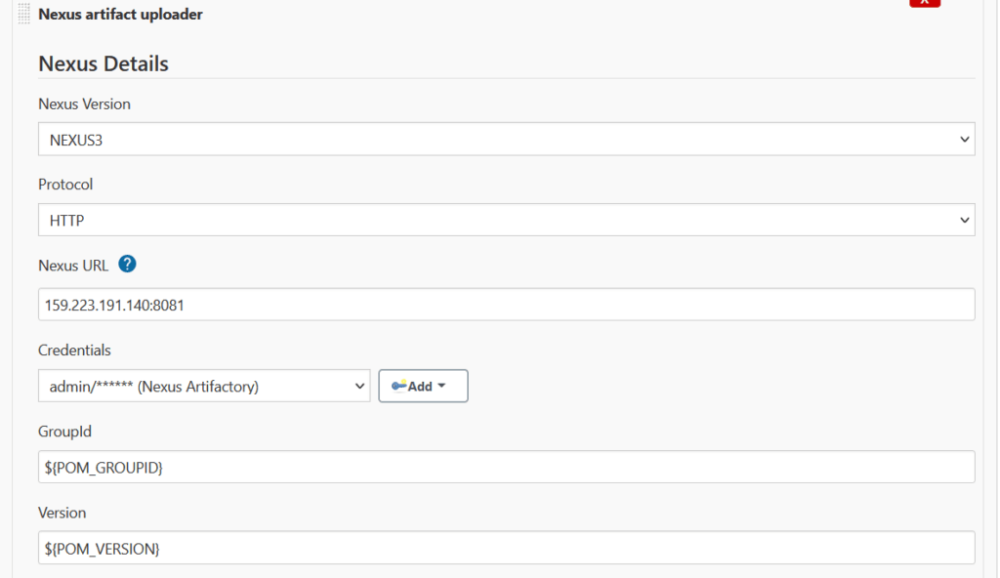 Nexus artifact uploader
X
Nexus Details
Nexus Version
NEXUS3
Protocol
HTTP
Nexus URL ?
159.223.191.140:8081
Credentials
admin/****** (Nexus Artifactory)
Add
GroupId
${POM_GROUPID}
Version
${POM_VERSION}